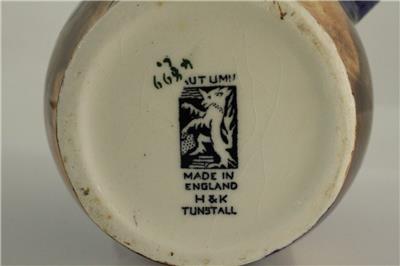 AUTUMN
MADE IN
ENGLAND
H & K
TUNSTALL